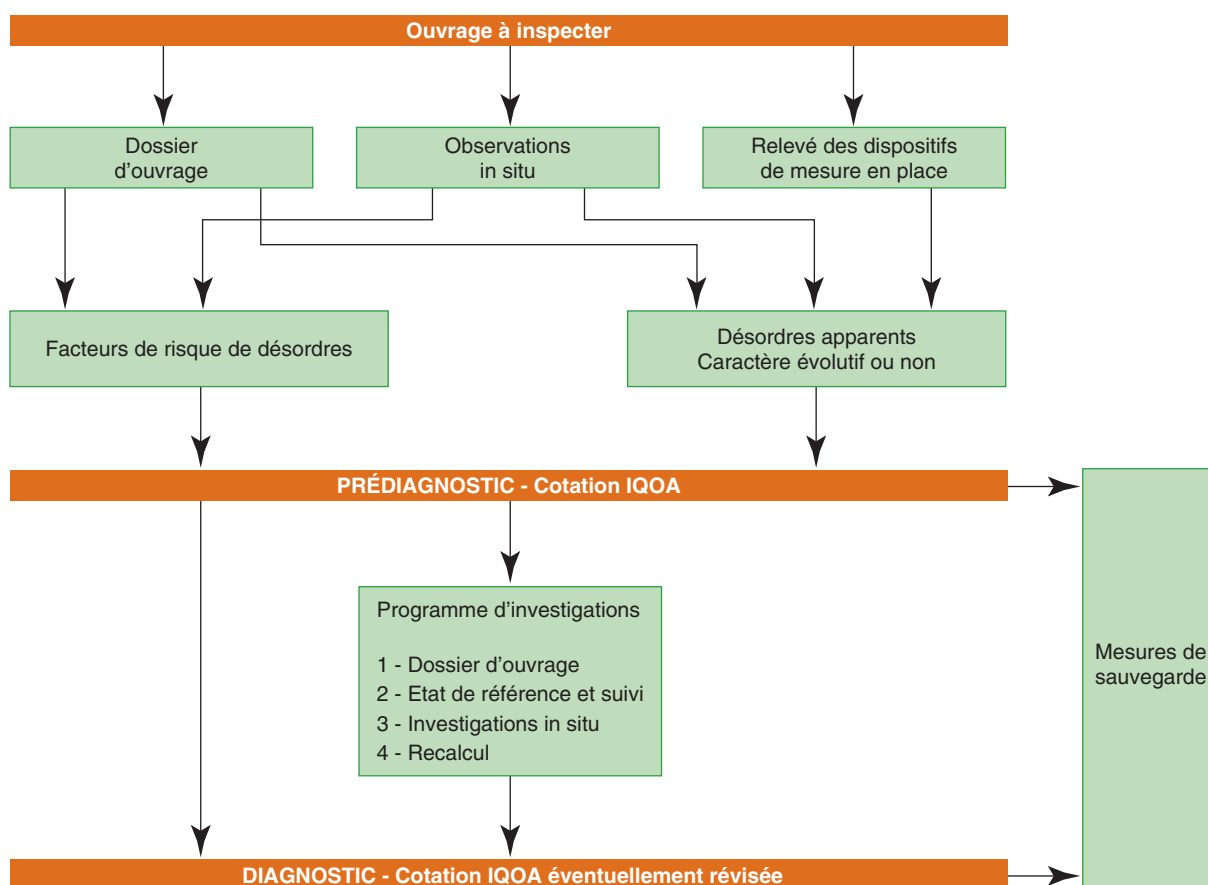 Ouvrage à inspecter
Dossier
d'ouvrage
Observations
in situ
Relevé des dispositifs
de mesure en place
Facteurs de risque de désordres
Désordres apparents
Caractère évolutif ou non
PRÉDIAGNOSTIC - Cotation IQOA
Programme d'investigations
1 - Dossier d'ouvrage
2 - Etat de référence et suivi
3 - Investigations in situ
4 - Recalcul
Mesures de
sauvegarde
DIAGNOSTIC - Cotation IQOA éventuellement révisée